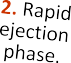 2. Rapid
ejection
phase.